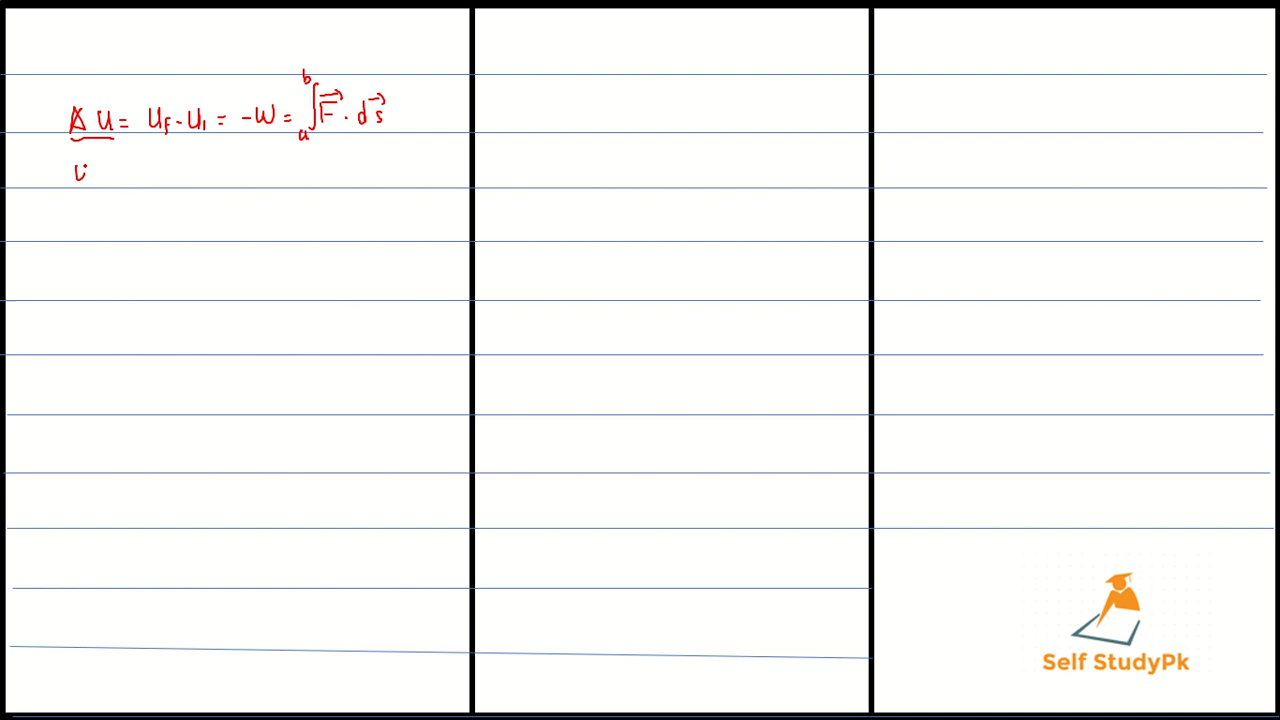 ΔU = U_f - U_i = -W = ∫_a^b F⃗ · ds⃗
U
Self StudyPk